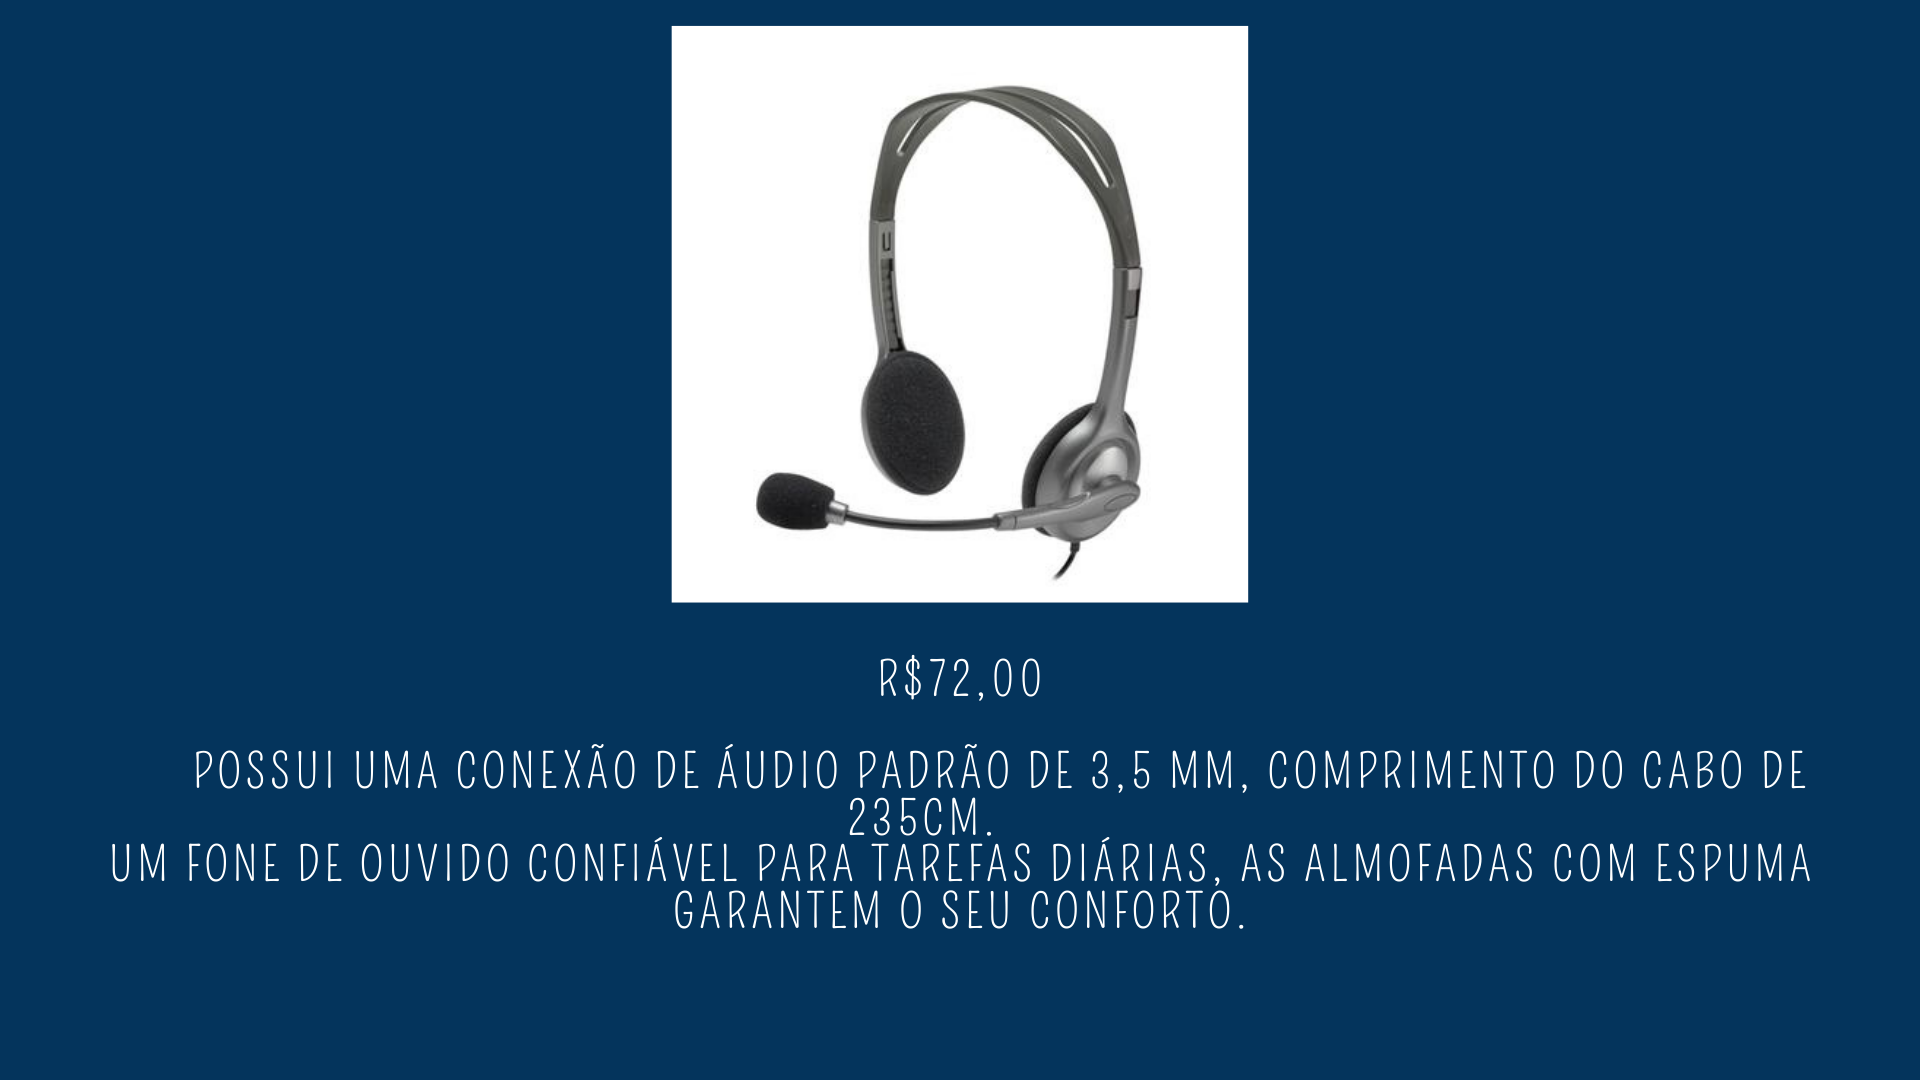 R$72,00
POSSUI UMA CONEXÃO DE ÁUDIO PADRÃO DE 3,5 MM, COMPRIMENTO DO CABO DE
235CM.
UM FONE DE OUVIDO CONFIÁVEL PARA TAREFAS DIÁRIAS, AS ALMOFADAS COM ESPUMA
GARANTEM O SEU CONFORTO.